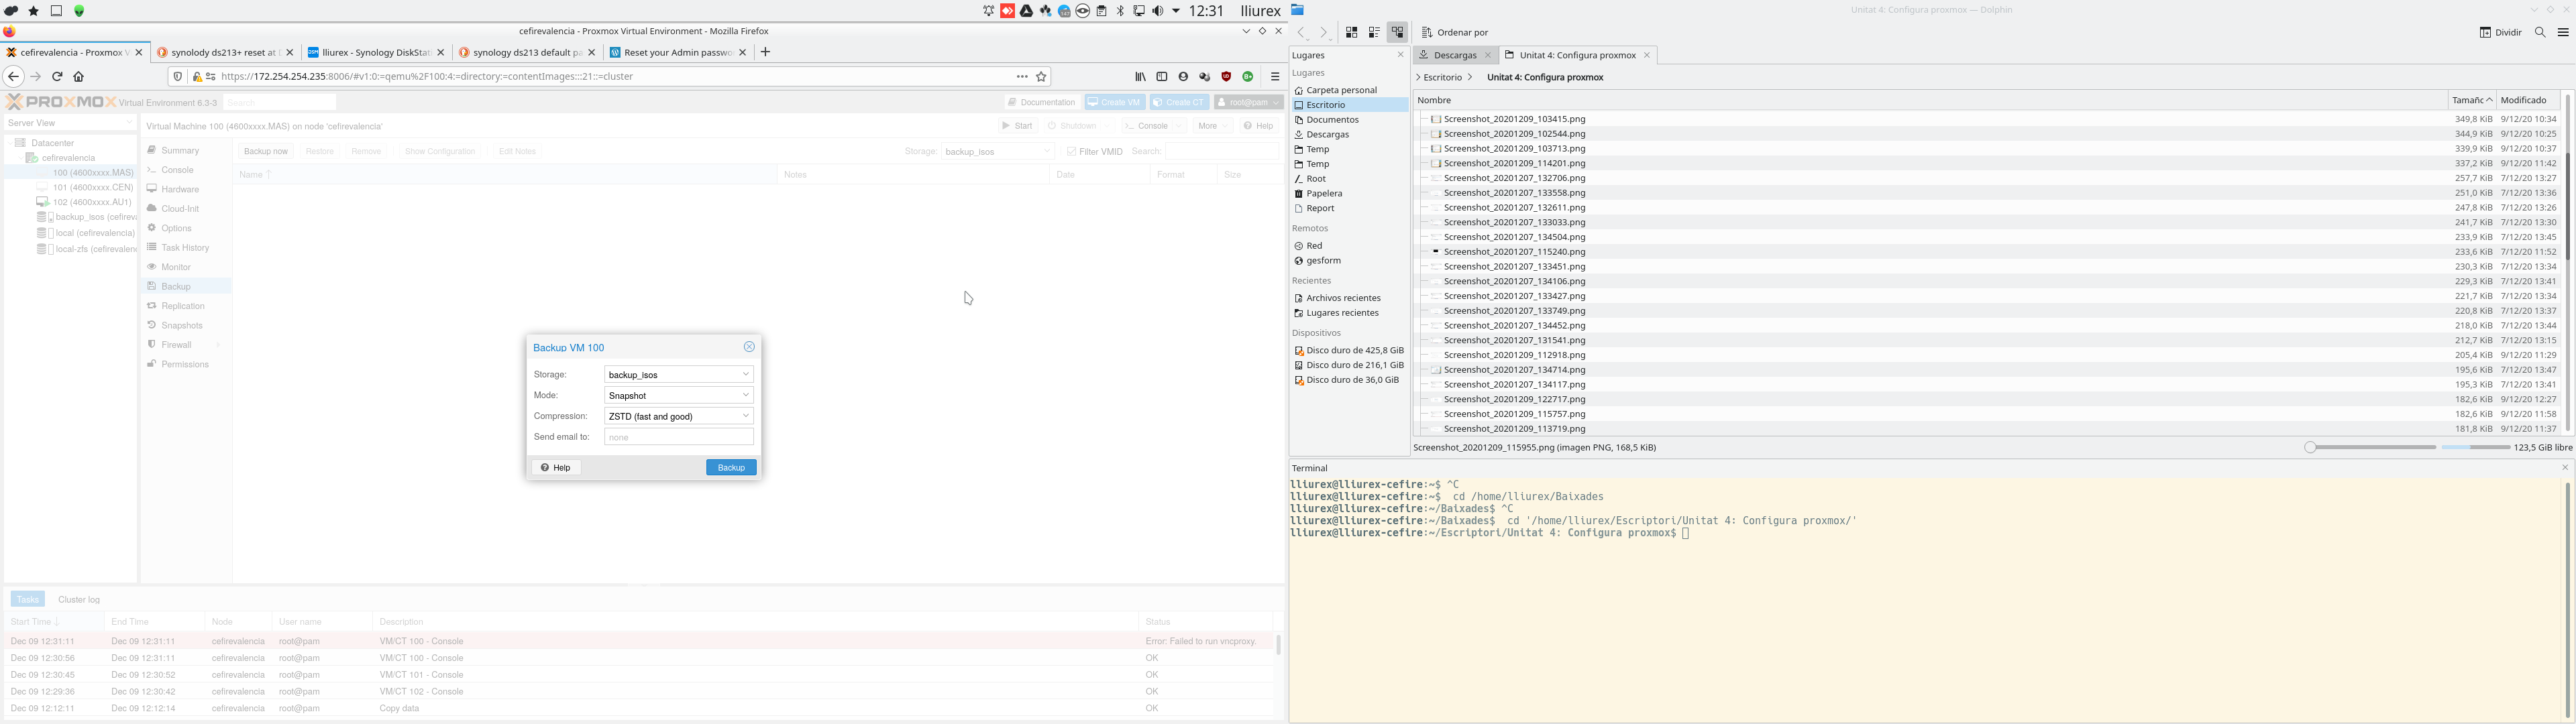 12:31 lliurex
cefirevalencia - Proxmox Virtual Environment - Mozilla Firefox
cefirevalencia - Proxmox V
synolody ds213+ reset at
lliurex - Synology DiskStati
synology ds213 default pa
Reset your Admin passwo
https://172.254.254.235:8006/#v1:0:=qemu%2F100:4:=directory:=contentImages:::21::=cluster
PROXMOX Virtual Environment 6.3-3 Search
Documentation Create VM Create CT root@pam
Server View
Virtual Machine 100 (4600xxxx.MAS) on node 'cefirevalencia'
Start Shutdown Console More Help
Datacenter
cefirevalencia
100 (4600xxxx.MAS)
101 (4600xxxx.CEN)
102 (4600xxxx.AU1)
backup_isos (cefireva
local (cefirevalencia)
local-zfs (cefirevalenc
Summary
Console
Hardware
Cloud-Init
Options
Task History
Monitor
Backup
Replication
Snapshots
Firewall
Permissions
Backup now Restore Remove Show Configuration Edit Notes
Storage: backup_isos Filter VMID Search:
Name Notes Date Format Size
Backup VM 100
Storage: backup_isos
Mode: Snapshot
Compression: ZSTD (fast and good)
Send email to: none
Help Backup
Tasks Cluster log
Start Time End Time Node User name Description Status
Dec 09 12:31:11 Dec 09 12:31:11 cefirevalencia root@pam VM/CT 100 - Console Error: Failed to run vncproxy.
Dec 09 12:30:56 Dec 09 12:31:11 cefirevalencia root@pam VM/CT 100 - Console OK
Dec 09 12:30:45 Dec 09 12:30:52 cefirevalencia root@pam VM/CT 101 - Console OK
Dec 09 12:29:36 Dec 09 12:30:42 cefirevalencia root@pam VM/CT 102 - Console OK
Dec 09 12:12:11 Dec 09 12:12:14 cefirevalencia root@pam Copy data OK
Unitat 4: Configura proxmox — Dolphin
Ordenar por Dividir
Lugares
Descargas
Unitat 4: Configura proxmox
Escritorio Unitat 4: Configura proxmox
Lugares
Carpeta personal
Escritorio
Documentos
Descargas
Temp
Temp
Root
Papelera
Report
Remotos
Red
gesform
Recientes
Archivos recientes
Lugares recientes
Dispositivos
Disco duro de 425,8 GiB
Disco duro de 216,1 GiB
Disco duro de 36,0 GiB
Nombre Tamañc Modificado
Screenshot_20201209_103415.png 349,8 KiB 9/12/20 10:34
Screenshot_20201209_102544.png 344,9 KiB 9/12/20 10:25
Screenshot_20201209_103713.png 339,9 KiB 9/12/20 10:37
Screenshot_20201209_114201.png 337,2 KiB 9/12/20 11:42
Screenshot_20201207_132706.png 257,7 KiB 7/12/20 13:27
Screenshot_20201207_133558.png 251,0 KiB 7/12/20 13:36
Screenshot_20201207_132611.png 247,8 KiB 7/12/20 13:26
Screenshot_20201207_133033.png 241,7 KiB 7/12/20 13:30
Screenshot_20201207_134504.png 233,9 KiB 7/12/20 13:45
Screenshot_20201207_115240.png 233,6 KiB 7/12/20 11:52
Screenshot_20201207_133451.png 230,3 KiB 7/12/20 13:34
Screenshot_20201207_134106.png 229,3 KiB 7/12/20 13:41
Screenshot_20201207_133427.png 221,7 KiB 7/12/20 13:34
Screenshot_20201207_133749.png 220,8 KiB 7/12/20 13:37
Screenshot_20201207_134452.png 218,0 KiB 7/12/20 13:44
Screenshot_20201207_131541.png 212,7 KiB 7/12/20 13:15
Screenshot_20201209_112918.png 205,4 KiB 9/12/20 11:29
Screenshot_20201207_134714.png 195,6 KiB 7/12/20 13:47
Screenshot_20201207_134117.png 195,3 KiB 7/12/20 13:41
Screenshot_20201209_122717.png 182,6 KiB 9/12/20 12:27
Screenshot_20201209_115757.png 182,6 KiB 9/12/20 11:58
Screenshot_20201209_113719.png 181,8 KiB 9/12/20 11:37
Screenshot_20201209_115955.png (imagen PNG, 168,5 KiB) 123,5 GiB libre
Terminal
lliurex@lliurex-cefire:~$ ^C
lliurex@lliurex-cefire:~$ cd /home/lliurex/Baixades
lliurex@lliurex-cefire:~/Baixades$ ^C
lliurex@lliurex-cefire:~/Baixades$ cd '/home/lliurex/Escriptori/Unitat 4: Configura proxmox/'
lliurex@lliurex-cefire:~/Escriptori/Unitat 4: Configura proxmox$